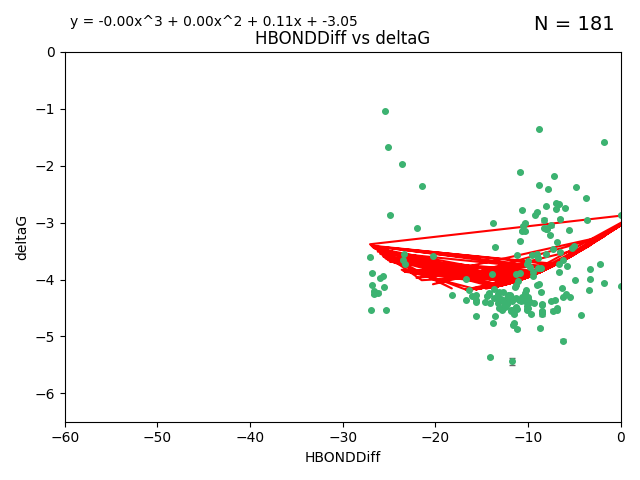 y = -0.00x^3 + 0.00x^2 + 0.11x + -3.05
N = 181
HBONDDiff vs deltaG
0
−1
−2
−3
−4
−5
−6
deltaG
−60 −50 −40 −30 −20 −10 0
HBONDDiff